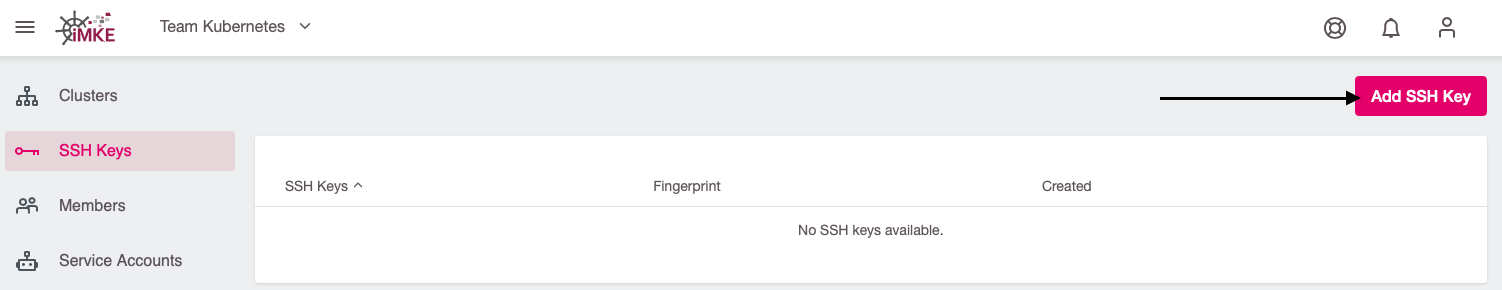 iMKE Team Kubernetes
Clusters
Add SSH Key
SSH Keys
SSH Keys Fingerprint Created
Members
No SSH keys available.
Service Accounts